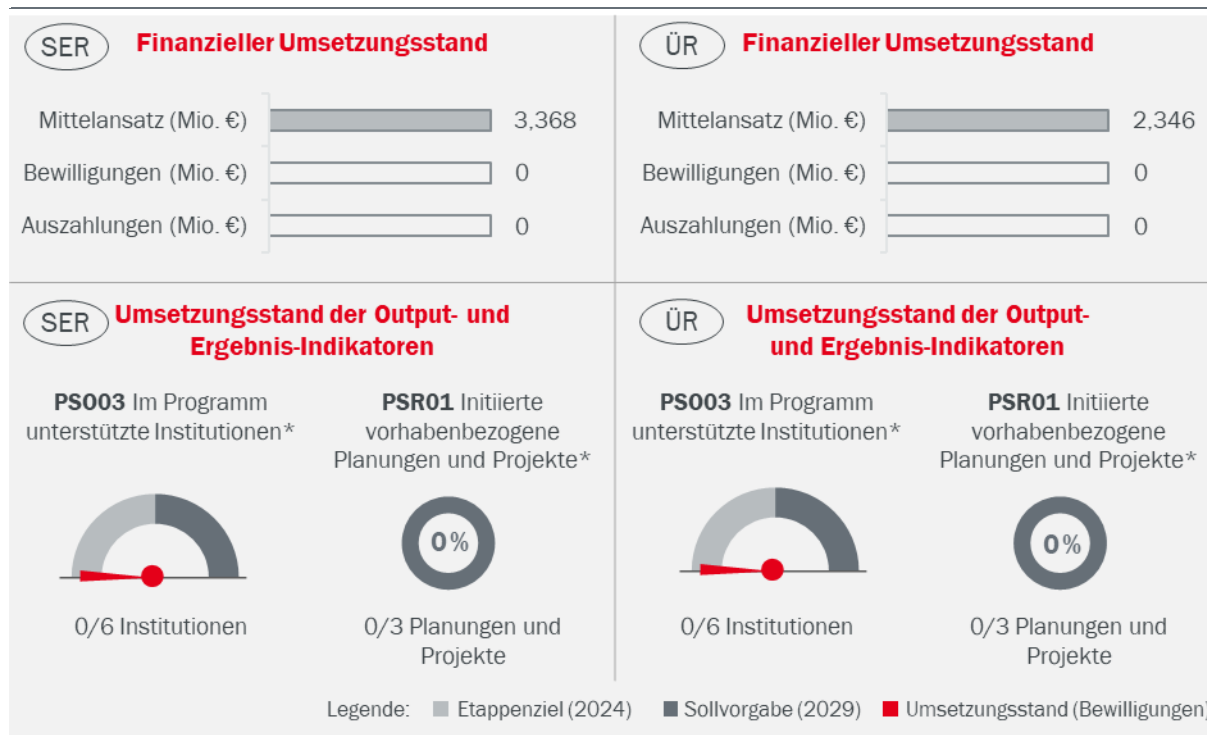 SER
Finanzieller Umsetzungsstand
Mittelansatz (Mio. €) 3,368
Bewilligungen (Mio. €) 0
Auszahlungen (Mio. €) 0
ÜR
Finanzieller Umsetzungsstand
Mittelansatz (Mio. €) 2,346
Bewilligungen (Mio. €) 0
Auszahlungen (Mio. €) 0
SER
Umsetzungsstand der Output- und
Ergebnis-Indikatoren
PSO03 Im Programm
unterstützte Institutionen*
0/6 Institutionen
PSR01 Initiierte
vorhabenbezogene
Planungen und Projekte*
0%
0/3 Planungen und
Projekte
ÜR
Umsetzungsstand der Output-
und Ergebnis-Indikatoren
PSO03 Im Programm
unterstützte Institutionen*
0/6 Institutionen
PSR01 Initiierte
vorhabenbezogene
Planungen und Projekte*
0%
0/3 Planungen und
Projekte
Legende: Etappenziel (2024) Sollvorgabe (2029) Umsetzungsstand (Bewilligungen)